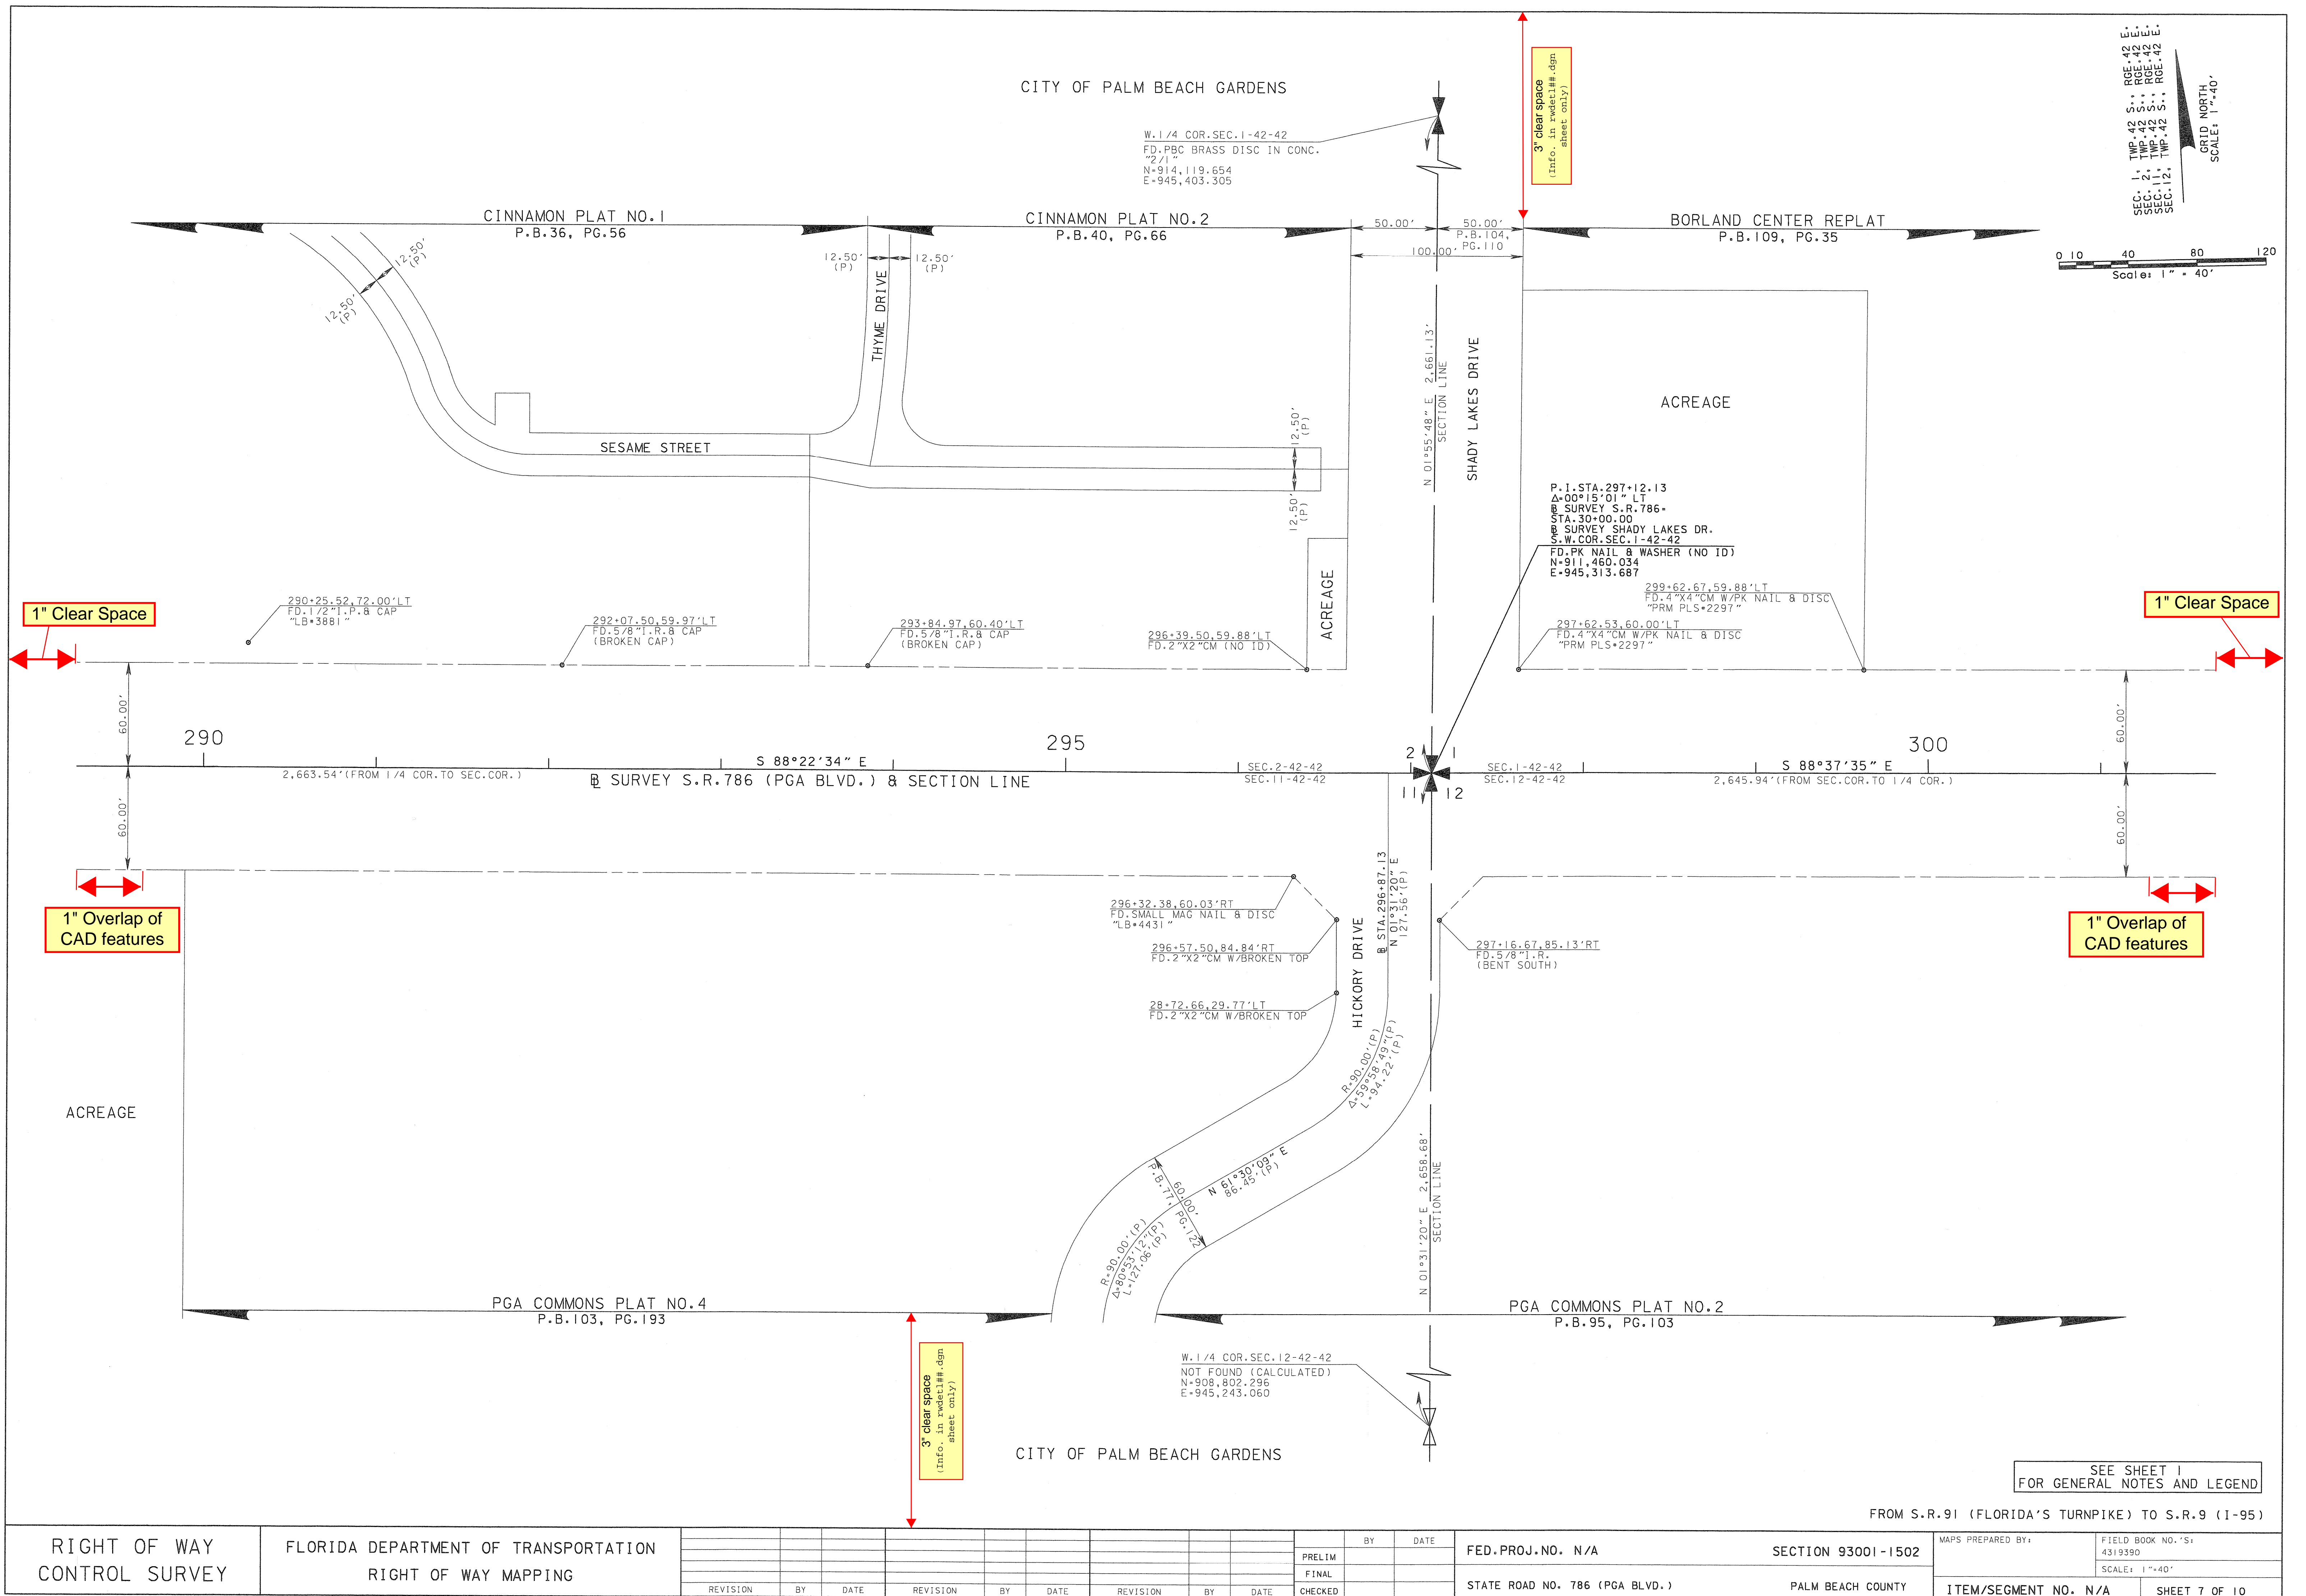 CITY OF PALM BEACH GARDENS
3" clear space
(Info. in rwdetl##.dgn
sheet only)
SEC. 1, TWP.42 S., RGE.42 E.
SEC. 2, TWP.42 S., RGE.42 E.
SEC.11, TWP.42 S., RGE.42 E.
SEC.12, TWP.42 S., RGE.42 E.
GRID NORTH
SCALE: 1"=40'
W.1/4 COR.SEC.1-42-42
FD.PBC BRASS DISC IN CONC.
"2/1"
N=914,119.654
E=945,403.305
CINNAMON PLAT NO.1
P.B.36, PG.56
CINNAMON PLAT NO.2
P.B.40, PG.66
50.00'
50.00'
P.B.104,
PG.110
100.00'
BORLAND CENTER REPLAT
P.B.109, PG.35
0 10 40 80 120
Scale: 1" = 40'
12.50'
(P)
12.50'
(P)
12.50'
(P)
12.50'
(P)
THYME DRIVE
SESAME STREET
12.50'
(P)
12.50'
(P)
N 01°55'48" E 2,661.13'
SECTION LINE
SHADY LAKES DRIVE
ACREAGE
P.I.STA.297+12.13
Δ=00°15'01" LT
℄ SURVEY S.R.786=
STA.30+00.00
℄ SURVEY SHADY LAKES DR.
S.W.COR.SEC.1-42-42
FD.PK NAIL & WASHER (NO ID)
N=911,460.034
E=945,313.687
ACREAGE
1" Clear Space
290+25.52,72.00'LT
FD.1/2"I.P.& CAP
"LB#3881"
292+07.50,59.97'LT
FD.5/8"I.R.& CAP
(BROKEN CAP)
293+84.97,60.40'LT
FD.5/8"I.R.& CAP
(BROKEN CAP)
296+39.50,59.88'LT
FD.2"X2"CM (NO ID)
299+62.67,59.88'LT
FD.4"X4"CM W/PK NAIL & DISC
"PRM PLS#2297"
297+62.53,60.00'LT
FD.4"X4"CM W/PK NAIL & DISC
"PRM PLS#2297"
1" Clear Space
60.00'
60.00'
290
295
300
S 88°22'34" E
2,663.54'(FROM 1/4 COR.TO SEC.COR.)
℄ SURVEY S.R.786 (PGA BLVD.) & SECTION LINE
SEC.2-42-42
SEC.11-42-42
2 1
11 12
SEC.1-42-42
SEC.12-42-42
S 88°37'35" E
2,645.94'(FROM SEC.COR.TO 1/4 COR.)
60.00'
60.00'
1" Overlap of
CAD features
1" Overlap of
CAD features
296+32.38,60.03'RT
FD.SMALL MAG NAIL & DISC
"LB#4431"
296+57.50,84.84'RT
FD.2"X2"CM W/BROKEN TOP
28+72.66,29.77'LT
FD.2"X2"CM W/BROKEN TOP
HICKORY DRIVE
℄ STA.296+87.13
N 01°31'20" E
127.56'(P)
297+16.67,85.13'RT
FD.5/8"I.R.
(BENT SOUTH)
R=90.00'(P)
Δ=59°58'49"(P)
L=94.22'(P)
ACREAGE
N 61°30'09" E
86.45'(P)
60.00'
P.B.77, PG.122
R=90.00'(P)
Δ=80°53'12"(P)
L=127.06'(P)
N 01°31'20" E 2,658.68'
SECTION LINE
PGA COMMONS PLAT NO.4
P.B.103, PG.193
PGA COMMONS PLAT NO.2
P.B.95, PG.103
3" clear space
(Info. in rwdetl##.dgn
sheet only)
W.1/4 COR.SEC.12-42-42
NOT FOUND (CALCULATED)
N=908,802.296
E=945,243.060
CITY OF PALM BEACH GARDENS
SEE SHEET 1
FOR GENERAL NOTES AND LEGEND
FROM S.R.91 (FLORIDA'S TURNPIKE) TO S.R.9 (I-95)
RIGHT OF WAY
CONTROL SURVEY
FLORIDA DEPARTMENT OF TRANSPORTATION
RIGHT OF WAY MAPPING
REVISION BY DATE REVISION BY DATE REVISION BY DATE
BY DATE
PRELIM
FINAL
CHECKED
FED.PROJ.NO. N/A SECTION 93001-1502
STATE ROAD NO. 786 (PGA BLVD.) PALM BEACH COUNTY
MAPS PREPARED BY:
FIELD BOOK NO.'S:
4319390
SCALE: 1"=40'
ITEM/SEGMENT NO. N/A SHEET 7 OF 10